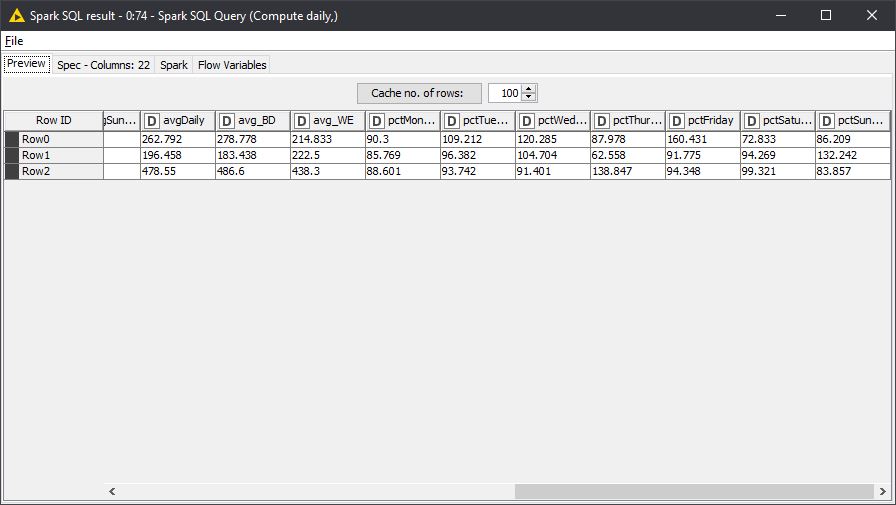 Spark SQL result - 0:74 - Spark SQL Query (Compute daily,)
File
Preview Spec - Columns: 22 Spark Flow Variables
Cache no. of rows: 100
Row ID gSun... D avgDaily D avg_BD D avg_WE D pctMon... D pctTue... D pctWed... D pctThur... D pctFriday D pctSatu... D pctSun...
Row0 262.792 278.778 214.833 90.3 109.212 120.285 87.978 160.431 72.833 86.209
Row1 196.458 183.438 222.5 85.769 96.382 104.704 62.558 91.775 94.269 132.242
Row2 478.55 486.6 438.3 88.601 93.742 91.401 138.847 94.348 99.321 83.857